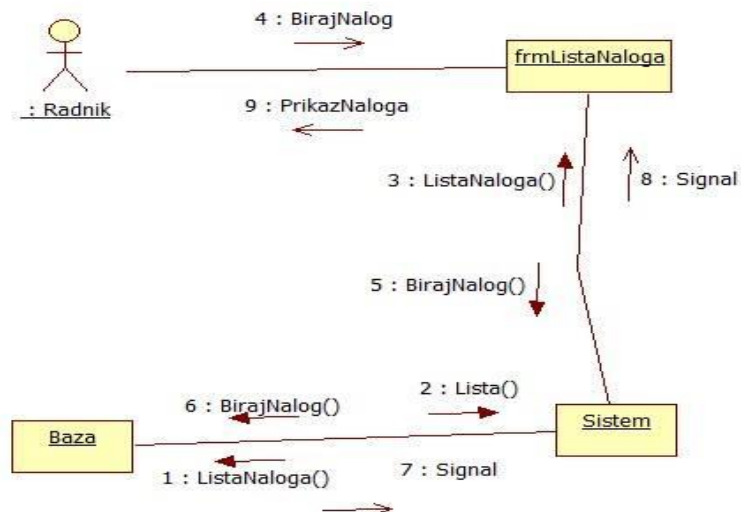 4 : BirajNalog
frmListaNaloga
: Radnik
9 : PrikazNaloga
3 : ListaNaloga()
8 : Signal
5 : BirajNalog()
2 : Lista()
6 : BirajNalog()
Baza
Sistem
1 : ListaNaloga()
7 : Signal